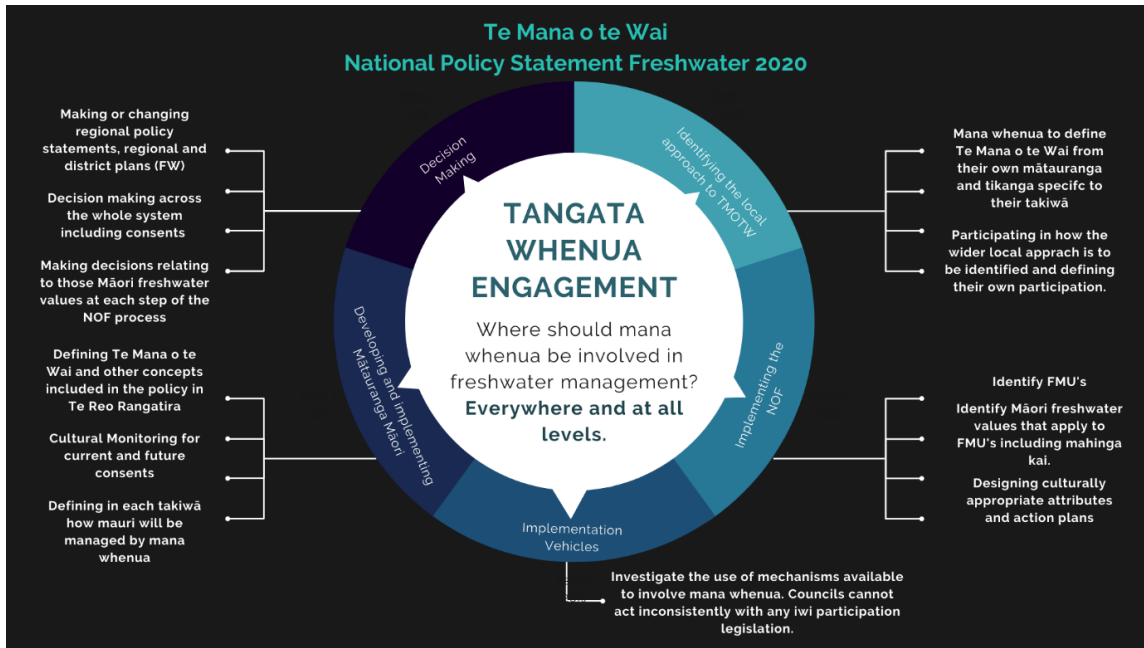 Te Mana o te Wai
National Policy Statement Freshwater 2020
Making or changing
regional policy
statements, regional and
district plans (FW)
Decision making across
the whole system
including consents
Making decisions relating
to those Māori freshwater
values at each step of the
NOF process
Decision
Making
Identifying the local
approach to TMOTW
Mana whenua to define
Te Mana o te Wai from
their own mātauranga
and tikanga specifc to
their takiwā
Participating in how the
wider local apprach is to
be identified and defining
their own participation.
TANGATA
WHENUA
ENGAGEMENT
Where should mana
whenua be involved in
freshwater management?
Everywhere and at all
levels.
Defining Te Mana o te
Wai and other concepts
included in the policy in
Te Reo Rangatira
Cultural Monitoring for
current and future
consents
Defining in each takiwā
how mauri will be
managed by mana
whenua
Developing and implementing
Mātauranga Māori
Implementing the
NOF
Identify FMU's
Identify Māori freshwater
values that apply to
FMU's including mahinga
kai.
Designing culturally
appropriate attributes
and action plans
Implementation
Vehicles
Investigate the use of mechanisms available
to involve mana whenua. Councils cannot
act inconsistently with any iwi participation
legislation.